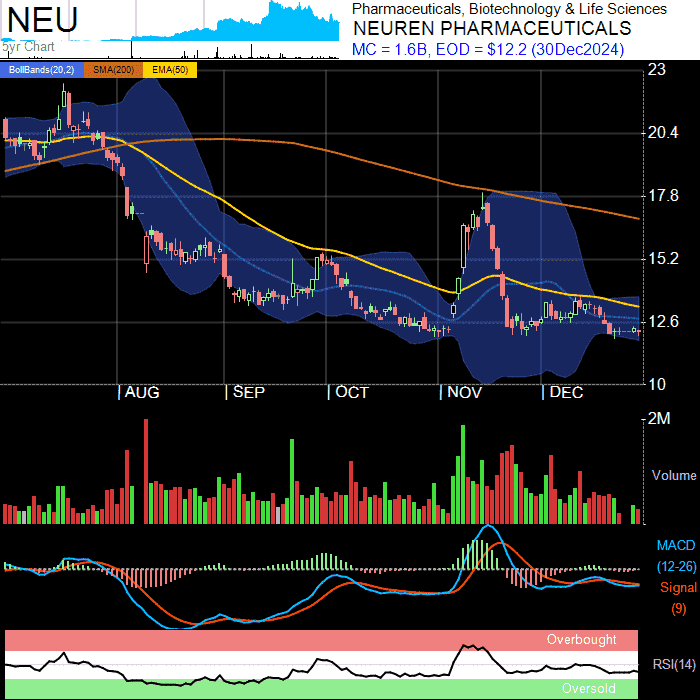 NEU
5yr Chart
Pharmaceuticals, Biotechnology & Life Sciences
NEUREN PHARMACEUTICALS
MC = 1.6B, EOD = $12.2 (30Dec2024)
BollBands(20,2) SMA(200) EMA(50)
23
20.4
17.8
15.2
12.6
10
AUG SEP OCT NOV DEC
2M
Volume
MACD
(12-26)
Signal
(9)
Overbought
RSI(14)
Oversold